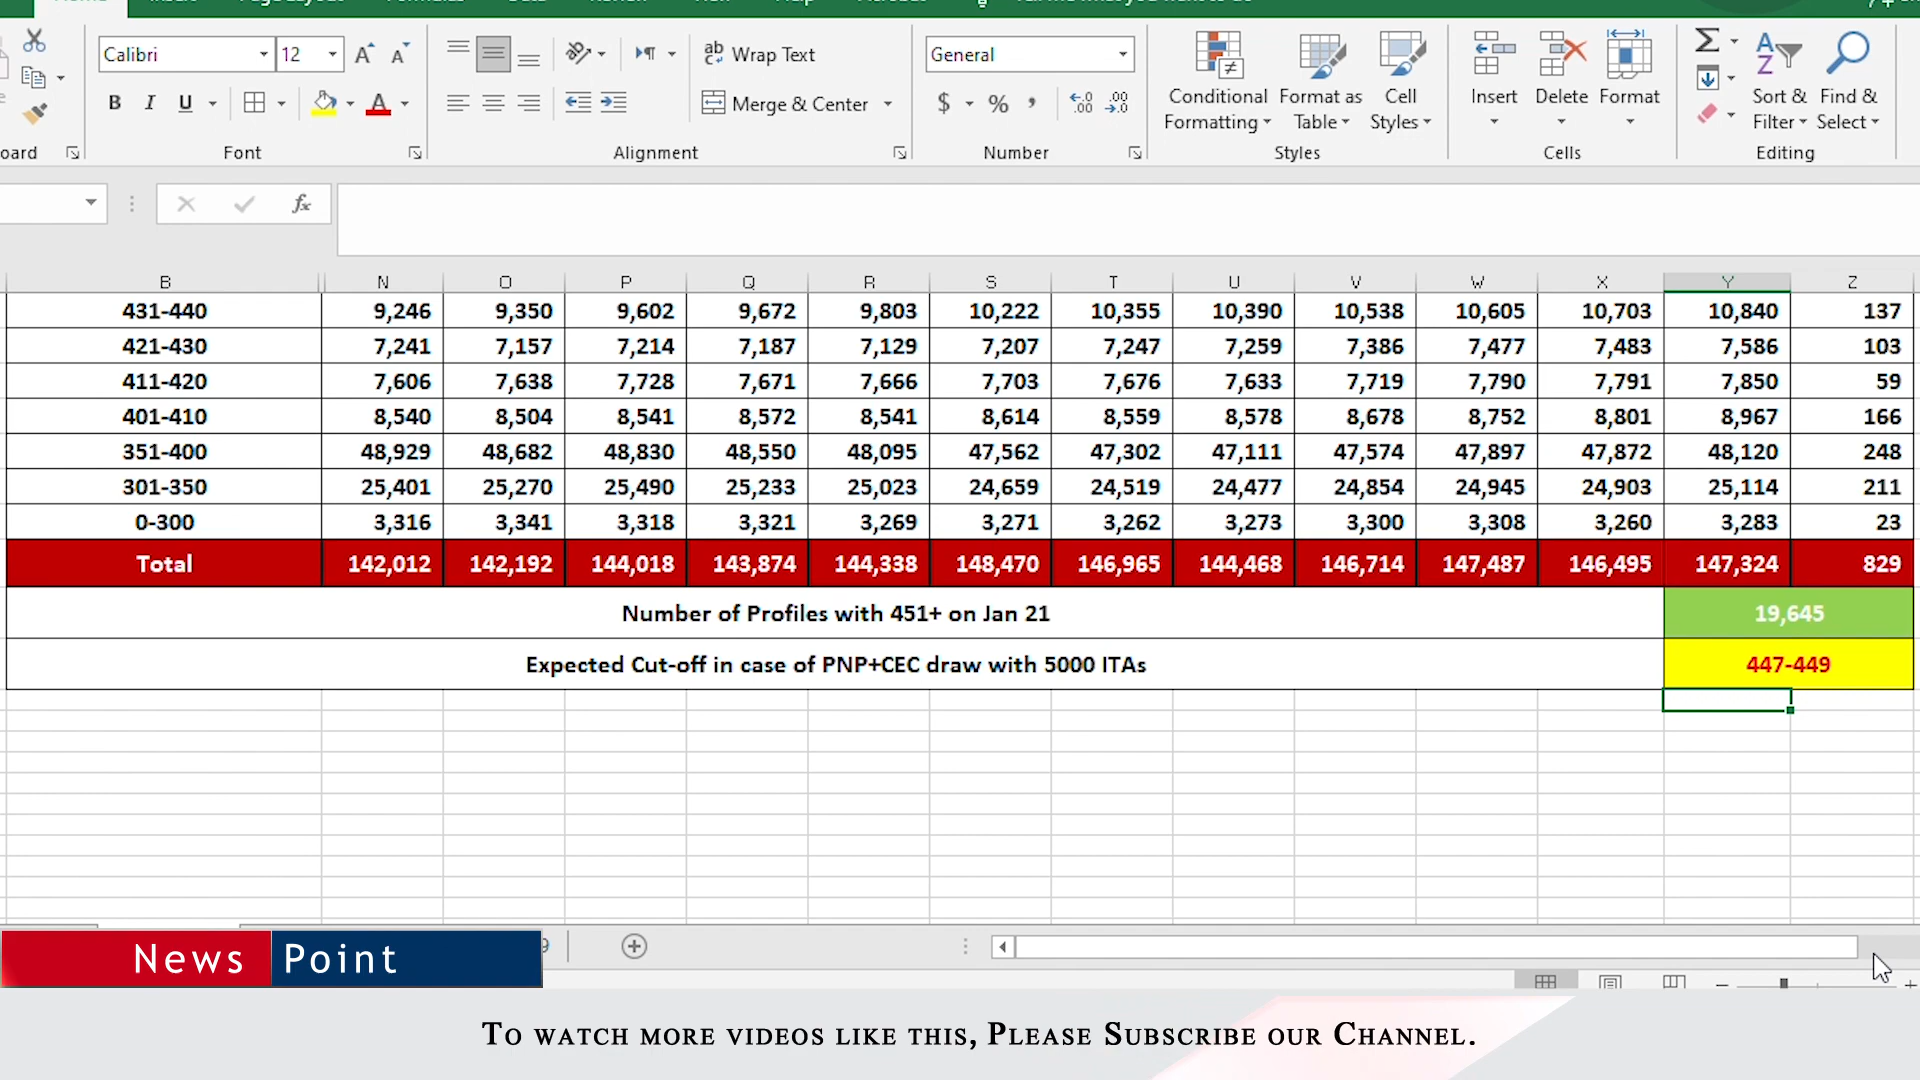 Calibri 12 Wrap Text General
B I U Merge & Center $ % Conditional Formatting Format as Table Cell Styles Insert Delete Format Sort & Filter Find & Select
oard Font Alignment Number Styles Cells Editing
fx
B N O P Q R S T U V W X Y Z
431-440 9,246 9,350 9,602 9,672 9,803 10,222 10,355 10,390 10,538 10,605 10,703 10,840 137
421-430 7,241 7,157 7,214 7,187 7,129 7,207 7,247 7,259 7,386 7,477 7,483 7,586 103
411-420 7,606 7,638 7,728 7,671 7,666 7,703 7,676 7,633 7,719 7,790 7,791 7,850 59
401-410 8,540 8,504 8,541 8,572 8,541 8,614 8,559 8,578 8,678 8,752 8,801 8,967 166
351-400 48,929 48,682 48,830 48,550 48,095 47,562 47,302 47,111 47,574 47,897 47,872 48,120 248
301-350 25,401 25,270 25,490 25,233 25,023 24,659 24,519 24,477 24,854 24,945 24,903 25,114 211
0-300 3,316 3,341 3,318 3,321 3,269 3,271 3,262 3,273 3,300 3,308 3,260 3,283 23
Total 142,012 142,192 144,018 143,874 144,338 148,470 146,965 144,468 146,714 147,487 146,495 147,324 829
Number of Profiles with 451+ on Jan 21 19,645
Expected Cut-off in case of PNP+CEC draw with 5000 ITAs 447-449
News Point
To watch more videos like this, Please Subscribe our Channel.